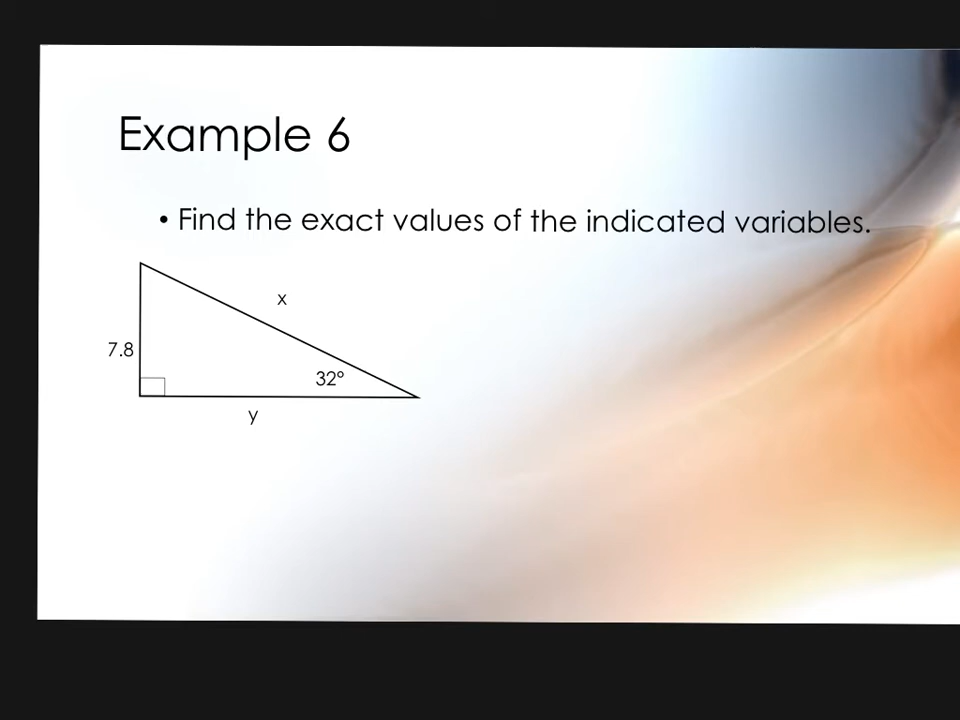 Example 6
• Find the exact values of the indicated variables.
x
7.8
32°
y